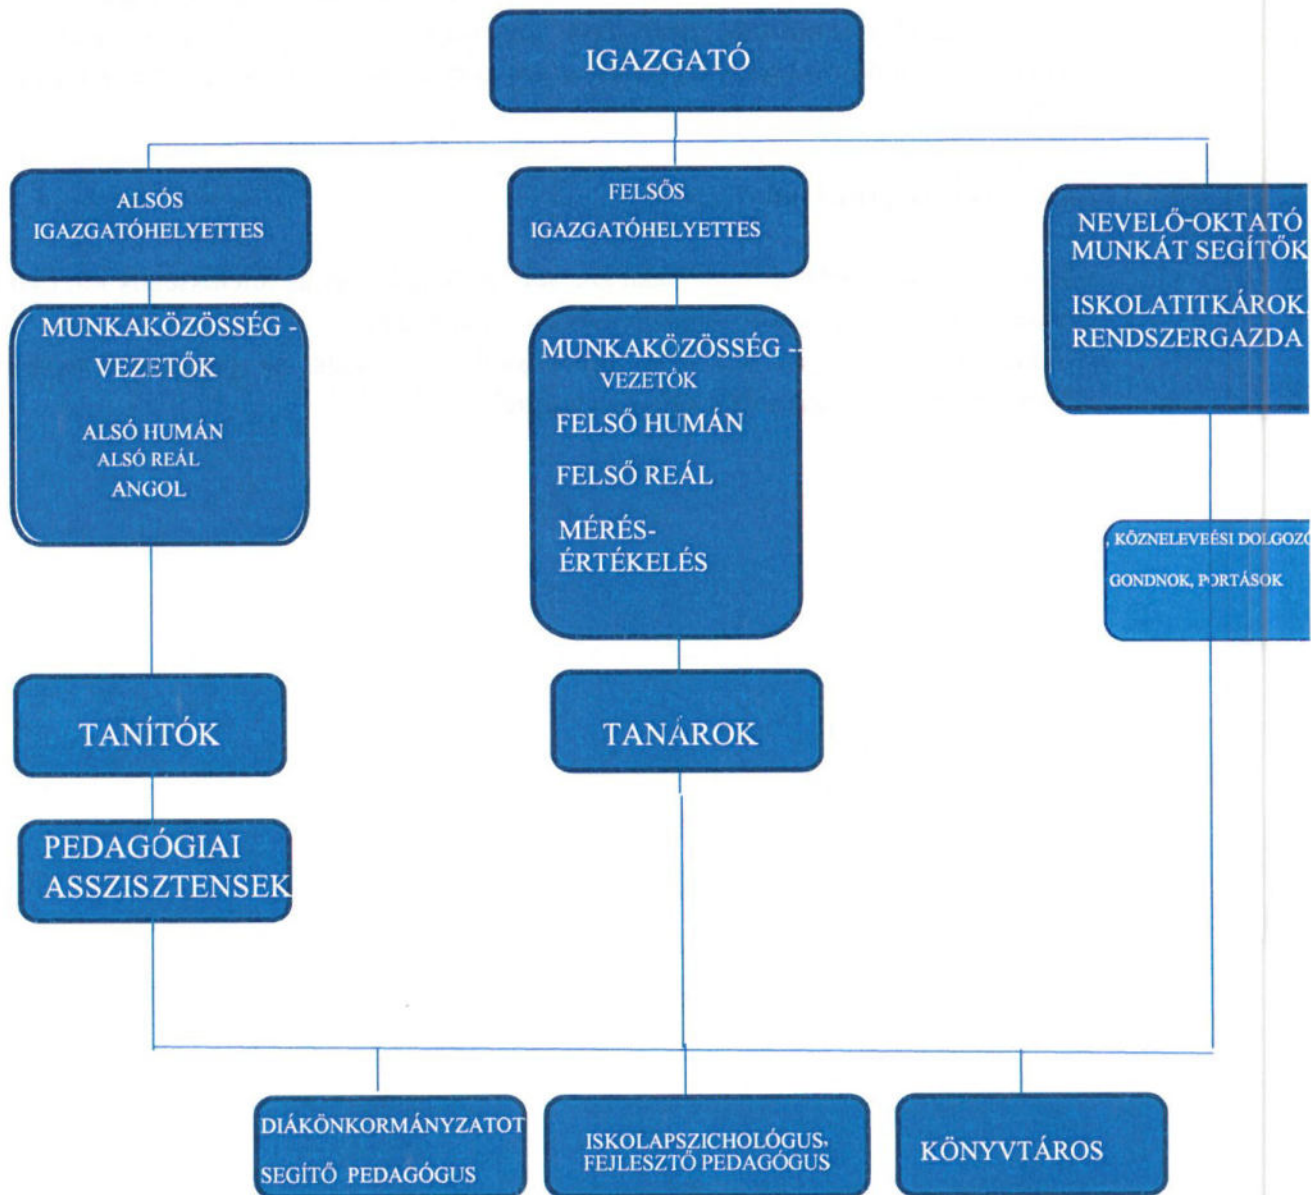 IGAZGATÓ
ALSÓS
IGAZGATÓHELYETTES
FELSŐS
IGAZGATÓHELYETTES
NEVELŐ-OKTATÓ
MUNKÁT SEGÍTŐK
ISKOLATITKÁROK
RENDSZERGAZDA
MUNKAKÖZÖSSÉG -
VEZETŐK
ALSÓ HUMÁN
ALSÓ REÁL
ANGOL
MUNKAKÖZÖSSÉG --
VEZETŐK
FELSŐ HUMÁN
FELSŐ REÁL
MÉRÉS-
ÉRTÉKELÉS
, KÖZNELEVEÉSI DOLGOZÓ
GONDNOK, PORTÁSOK
TANÍTÓK
TANÁROK
PEDAGÓGIAI
ASSZISZTENSEK
DIÁKÖNKORMÁNYZATOT
SEGÍTŐ PEDAGÓGUS
ISKOLAPSZICHOLÓGUS,
FEJLESZTŐ PEDAGÓGUS
KÖNYVTÁROS